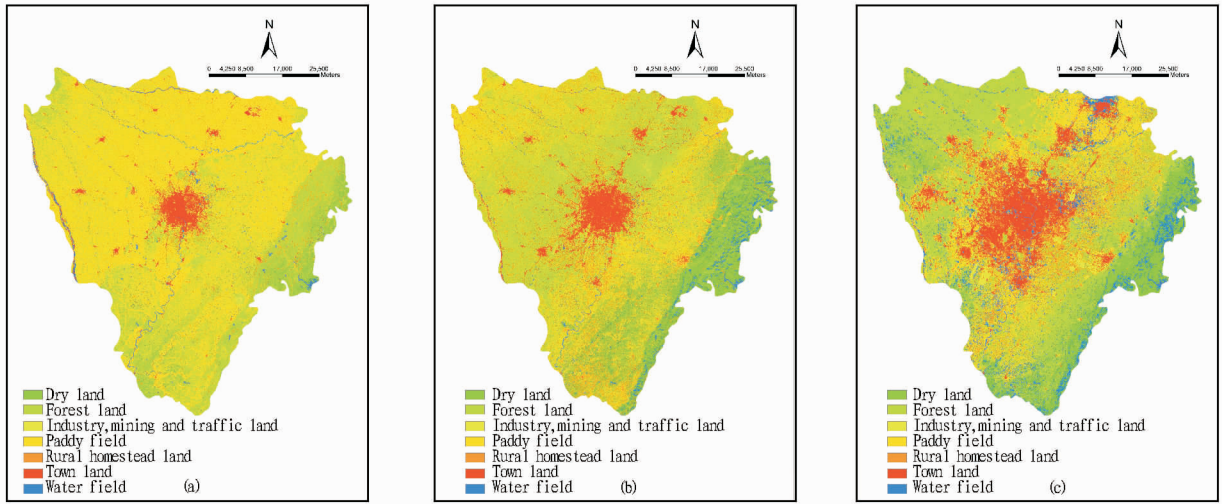 N
0 4,250 8,500 17,000 25,500
Meters
Dry land
Forest land
Industry,mining and traffic land
Paddy field
Rural homestead land
Town land
Water field
(a)
N
0 4,250 8,500 17,000 25,500
Meters
Dry land
Forest land
Industry,mining and traffic land
Paddy field
Rural homestead land
Town land
Water field
(b)
N
0 4,250 8,500 17,000 25,500
Meters
Dry land
Forest land
Industry,mining and traffic land
Paddy field
Rural homestead land
Town land
Water field
(c)